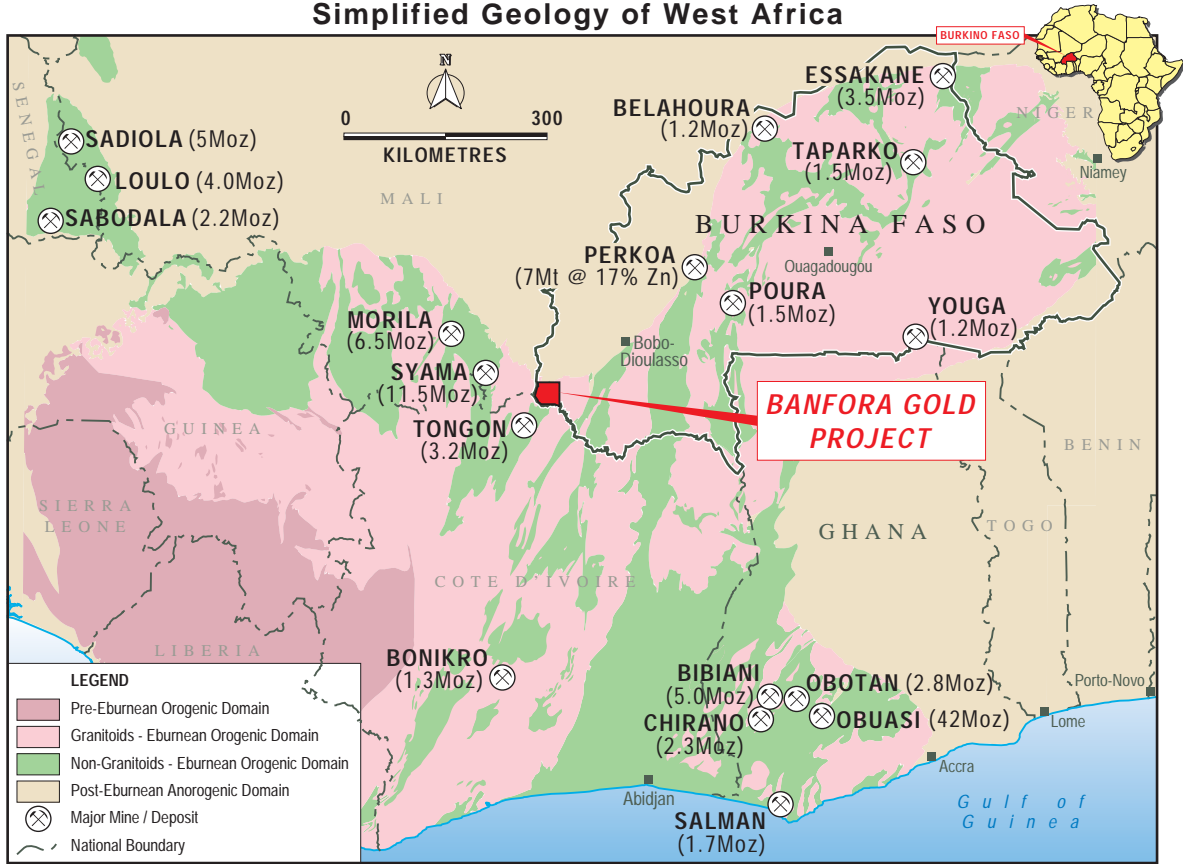 Simplified Geology of West Africa
BURKINO FASO
N
0 300
KILOMETRES
SENEGAL
SADIOLA (5Moz)
LOULO (4.0Moz)
SABODALA (2.2Moz)
MALI
ESSAKANE
(3.5Moz)
BELAHOURA
(1.2Moz)
TAPARKO
(1.5Moz)
NIGER
Niamey
BURKINA FASO
Ouagadougou
PERKOA
(7Mt @ 17% Zn)
POURA
(1.5Moz)
YOUGA
(1.2Moz)
MORILA
(6.5Moz)
Bobo-
Dioulasso
SYAMA
(11.5Moz)
TONGON
(3.2Moz)
BANFORA GOLD
PROJECT
GUINEA
BENIN
SIERRA
LEONE
GHANA
TOGO
COTE D'IVOIRE
LIBERIA
BONIKRO
(1.3Moz)
BIBIANI
(5.0Moz)
OBOTAN (2.8Moz)
CHIRANO
(2.3Moz)
OBUASI (42Moz)
Porto-Novo
Lome
Accra
Abidjan
SALMAN
(1.7Moz)
Gulf of
Guinea
LEGEND
Pre-Eburnean Orogenic Domain
Granitoids - Eburnean Orogenic Domain
Non-Granitoids - Eburnean Orogenic Domain
Post-Eburnean Anorogenic Domain
Major Mine / Deposit
National Boundary